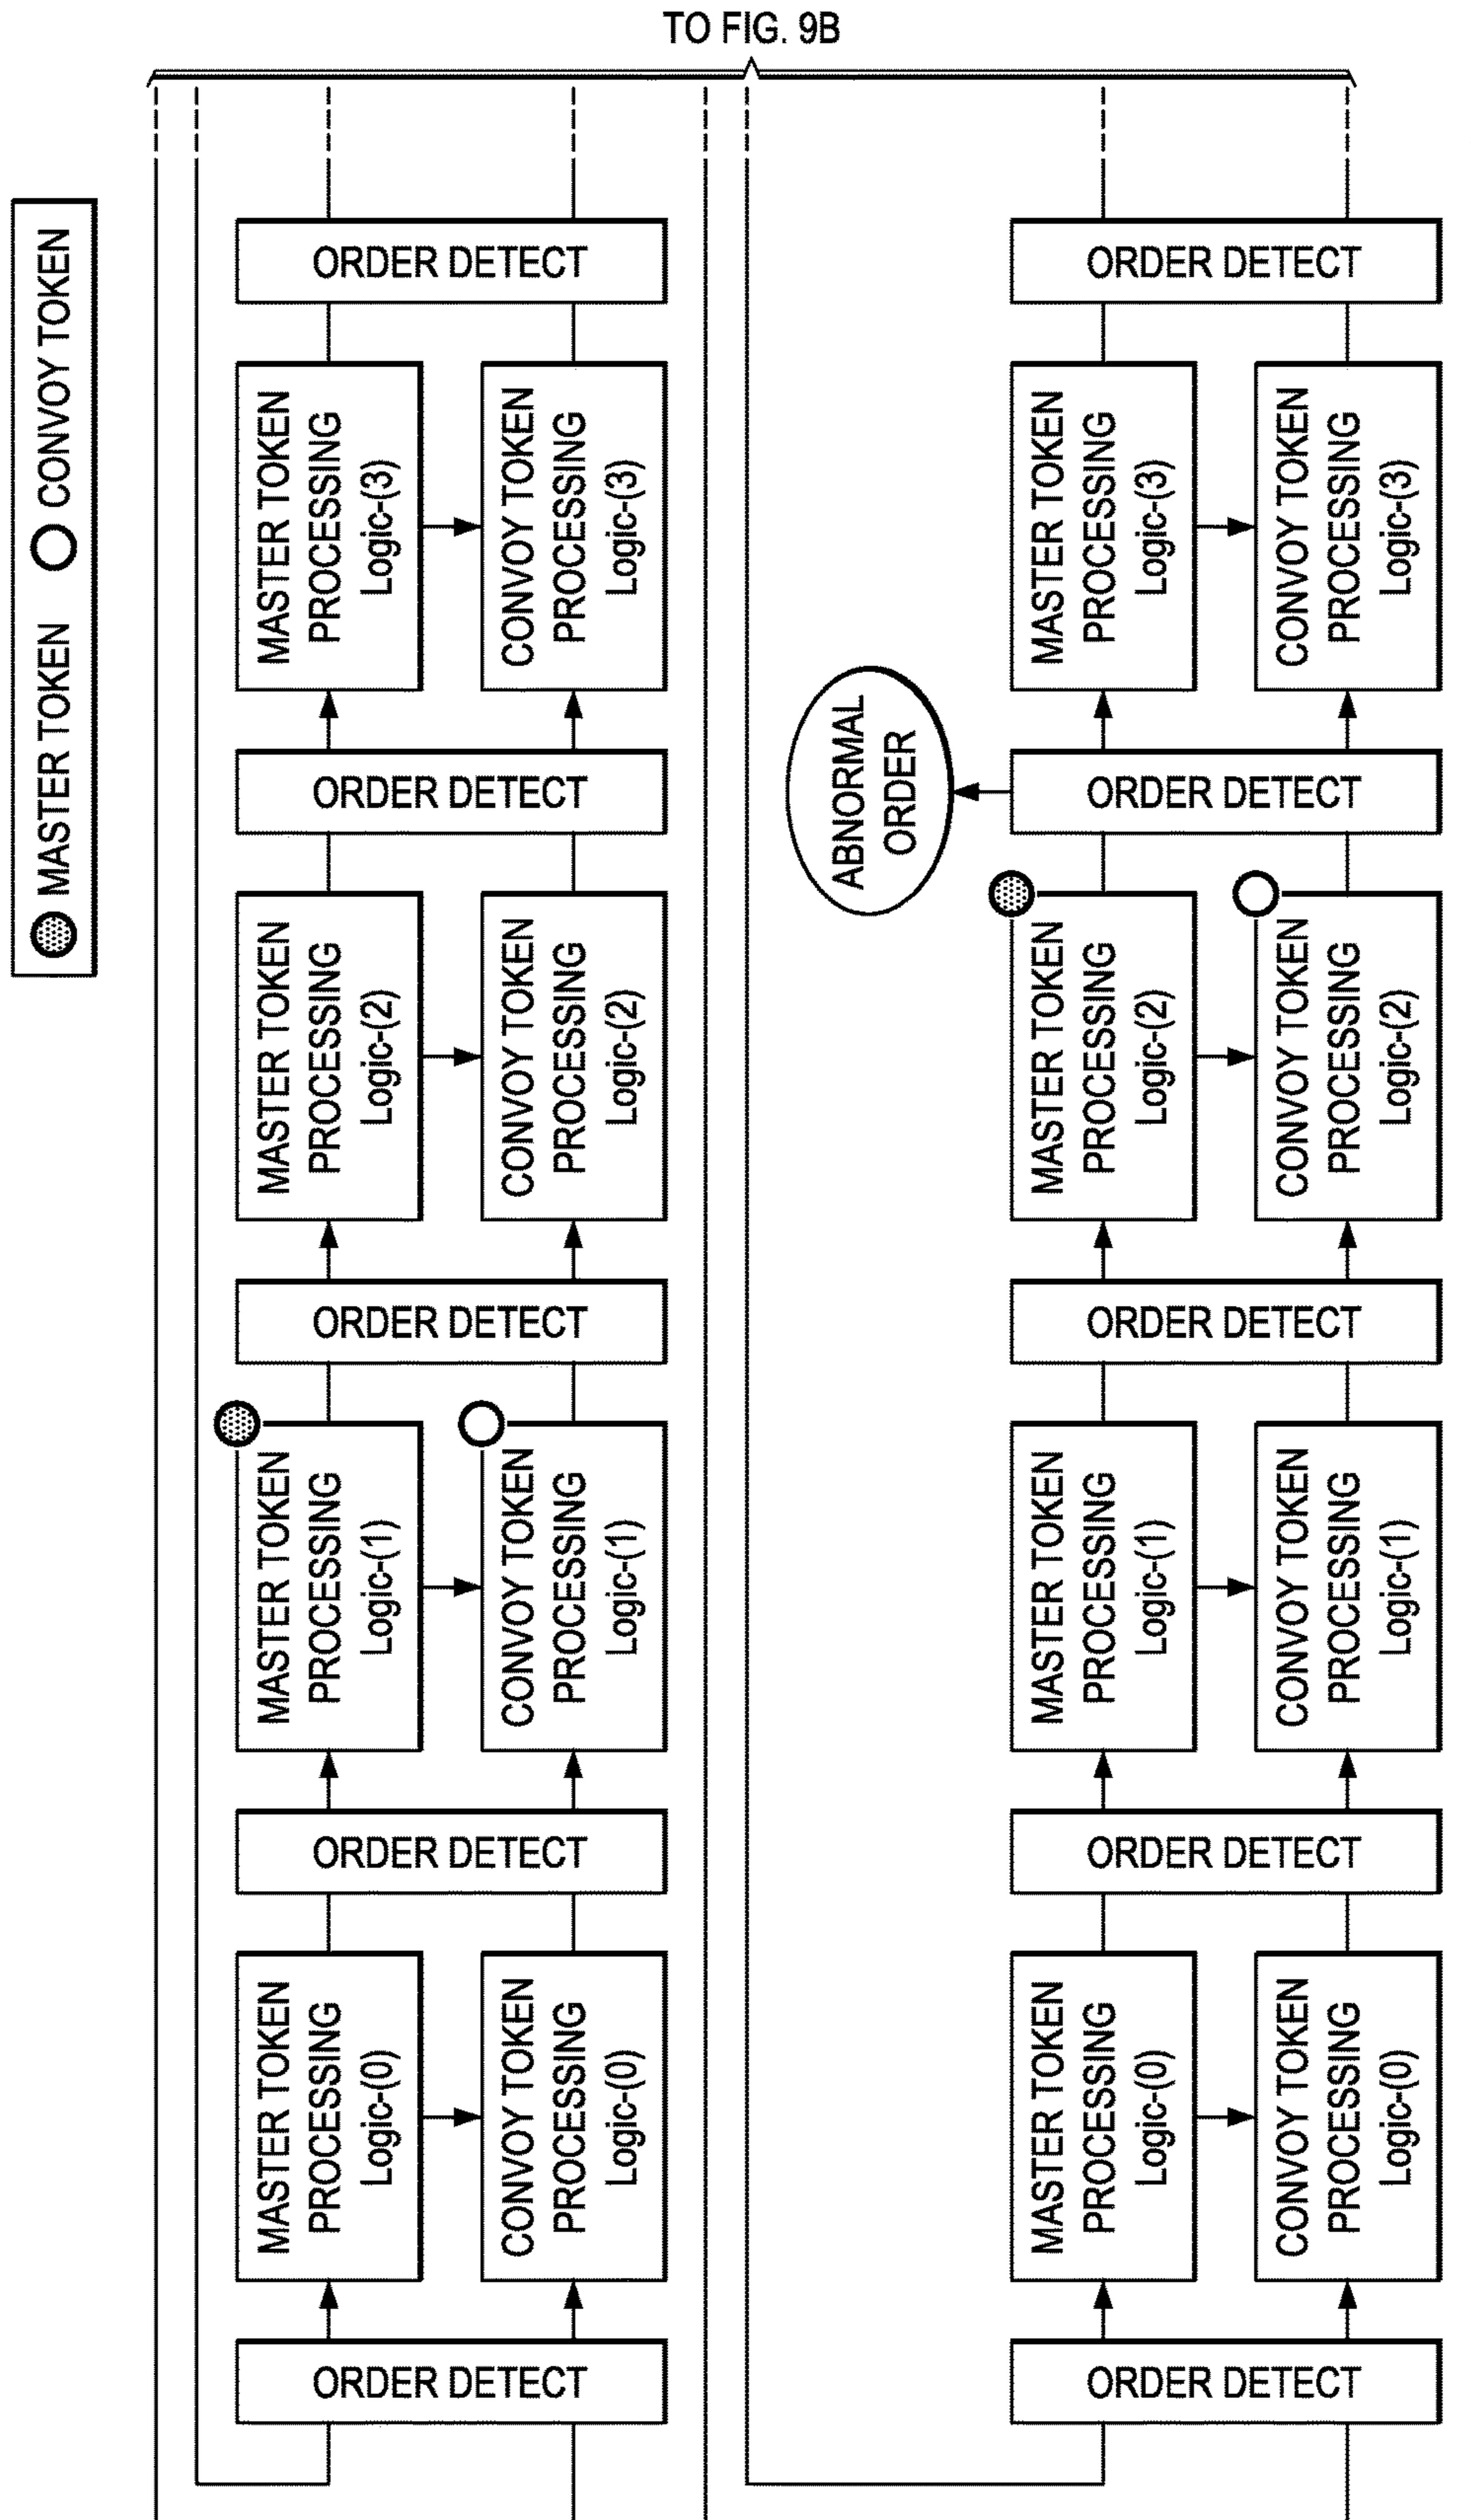 TO FIG. 9B
MASTER TOKEN
CONVOY TOKEN
ORDER DETECT
MASTER TOKEN
PROCESSING
Logic-(0)
CONVOY TOKEN
PROCESSING
Logic-(0)
ORDER DETECT
MASTER TOKEN
PROCESSING
Logic-(1)
CONVOY TOKEN
PROCESSING
Logic-(1)
ORDER DETECT
MASTER TOKEN
PROCESSING
Logic-(2)
CONVOY TOKEN
PROCESSING
Logic-(2)
ORDER DETECT
MASTER TOKEN
PROCESSING
Logic-(3)
CONVOY TOKEN
PROCESSING
Logic-(3)
ORDER DETECT
ABNORMAL
ORDER
ORDER DETECT
MASTER TOKEN
PROCESSING
Logic-(0)
CONVOY TOKEN
PROCESSING
Logic-(0)
ORDER DETECT
MASTER TOKEN
PROCESSING
Logic-(1)
CONVOY TOKEN
PROCESSING
Logic-(1)
ORDER DETECT
MASTER TOKEN
PROCESSING
Logic-(2)
CONVOY TOKEN
PROCESSING
Logic-(2)
ORDER DETECT
MASTER TOKEN
PROCESSING
Logic-(3)
CONVOY TOKEN
PROCESSING
Logic-(3)
ORDER DETECT